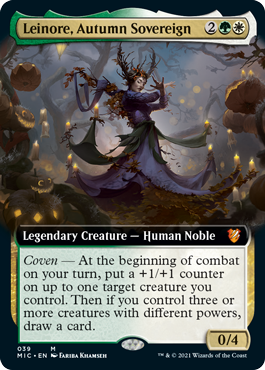 Leinore, Autumn Sovereign 2
Legendary Creature — Human Noble
Coven — At the beginning of combat
on your turn, put a +1/+1 counter
on up to one target creature you
control. Then if you control three or
more creatures with different powers,
draw a card.
0/4
039 M
MIC • EN Fariba Khamseh ™ & © 2021 Wizards of the Coast